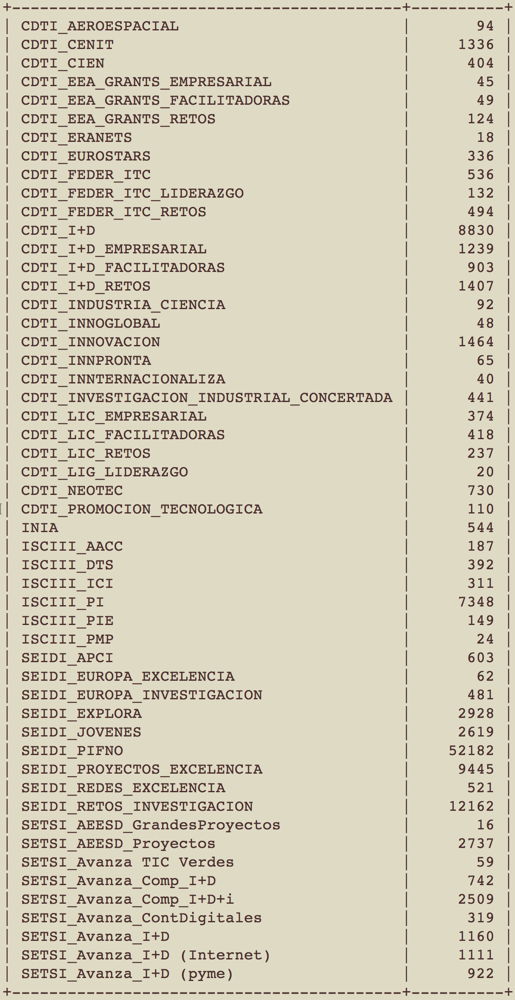 +------------------------------------------+----------+
| CDTI_AEROESPACIAL | 94 |
| CDTI_CENIT | 1336 |
| CDTI_CIEN | 404 |
| CDTI_EEA_GRANTS_EMPRESARIAL | 45 |
| CDTI_EEA_GRANTS_FACILITADORAS | 49 |
| CDTI_EEA_GRANTS_RETOS | 124 |
| CDTI_ERANETS | 18 |
| CDTI_EUROSTARS | 336 |
| CDTI_FEDER_ITC | 536 |
| CDTI_FEDER_ITC_LIDERAZGO | 132 |
| CDTI_FEDER_ITC_RETOS | 494 |
| CDTI_I+D | 8830 |
| CDTI_I+D_EMPRESARIAL | 1239 |
| CDTI_I+D_FACILITADORAS | 903 |
| CDTI_I+D_RETOS | 1407 |
| CDTI_INDUSTRIA_CIENCIA | 92 |
| CDTI_INNOGLOBAL | 48 |
| CDTI_INNOVACION | 1464 |
| CDTI_INNPRONTA | 65 |
| CDTI_INNTERNACIONALIZA | 40 |
| CDTI_INVESTIGACION_INDUSTRIAL_CONCERTADA | 441 |
| CDTI_LIC_EMPRESARIAL | 374 |
| CDTI_LIC_FACILITADORAS | 418 |
| CDTI_LIC_RETOS | 237 |
| CDTI_LIG_LIDERAZGO | 20 |
| CDTI_NEOTEC | 730 |
| CDTI_PROMOCION_TECNOLOGICA | 110 |
| INIA | 544 |
| ISCIII_AACC | 187 |
| ISCIII_DTS | 392 |
| ISCIII_ICI | 311 |
| ISCIII_PI | 7348 |
| ISCIII_PIE | 149 |
| ISCIII_PMP | 24 |
| SEIDI_APCI | 603 |
| SEIDI_EUROPA_EXCELENCIA | 62 |
| SEIDI_EUROPA_INVESTIGACION | 481 |
| SEIDI_EXPLORA | 2928 |
| SEIDI_JOVENES | 2619 |
| SEIDI_PIFNO | 52182 |
| SEIDI_PROYECTOS_EXCELENCIA | 9445 |
| SEIDI_REDES_EXCELENCIA | 521 |
| SEIDI_RETOS_INVESTIGACION | 12162 |
| SETSI_AEESD_GrandesProyectos | 16 |
| SETSI_AEESD_Proyectos | 2737 |
| SETSI_Avanza TIC Verdes | 59 |
| SETSI_Avanza_Comp_I+D | 742 |
| SETSI_Avanza_Comp_I+D+i | 2509 |
| SETSI_Avanza_ContDigitales | 319 |
| SETSI_Avanza_I+D | 1160 |
| SETSI_Avanza_I+D (Internet) | 1111 |
| SETSI_Avanza_I+D (pyme) | 922 |
+------------------------------------------+----------+